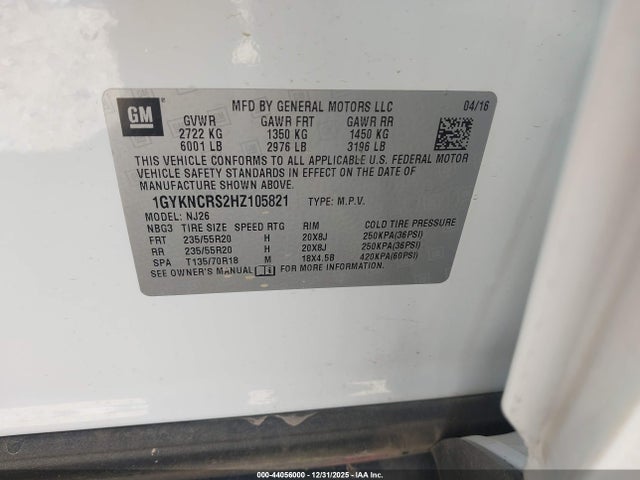 GM
MFD BY GENERAL MOTORS LLC 04/16
GVWR GAWR FRT GAWR RR
2722 KG 1350 KG 1450 KG
6001 LB 2976 LB 3196 LB
THIS VEHICLE CONFORMS TO ALL APPLICABLE U.S. FEDERAL MOTOR
VEHICLE SAFETY STANDARDS IN EFFECT ON THE DATE OF
MANUFACTURE SHOWN ABOVE.
1GYKNCRS2HZ105821 TYPE: M.P.V.
MODEL: NJ26
NBG3 TIRE SIZE SPEED RTG RIM COLD TIRE PRESSURE
FRT 235/55R20 H 20X8J 250KPA(36PSI)
RR 235/55R20 H 20X8J 250KPA(36PSI)
SPA T135/70R18 M 18X4.5B 420KPA(60PSI)
SEE OWNER'S MANUAL FOR MORE INFORMATION.
000-44056000 - 12/31/2025 - IAAI.COM